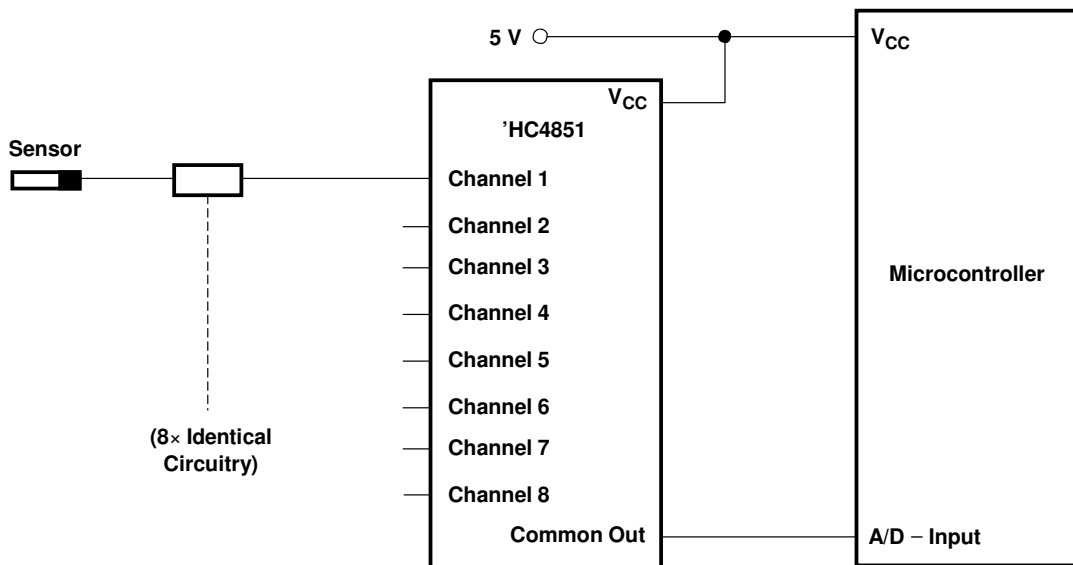 5 V
VCC
VCC
’HC4851
Sensor
Channel 1
Channel 2
Channel 3
Microcontroller
Channel 4
Channel 5
Channel 6
(8× Identical
Circuitry)
Channel 7
Channel 8
Common Out
A/D − Input